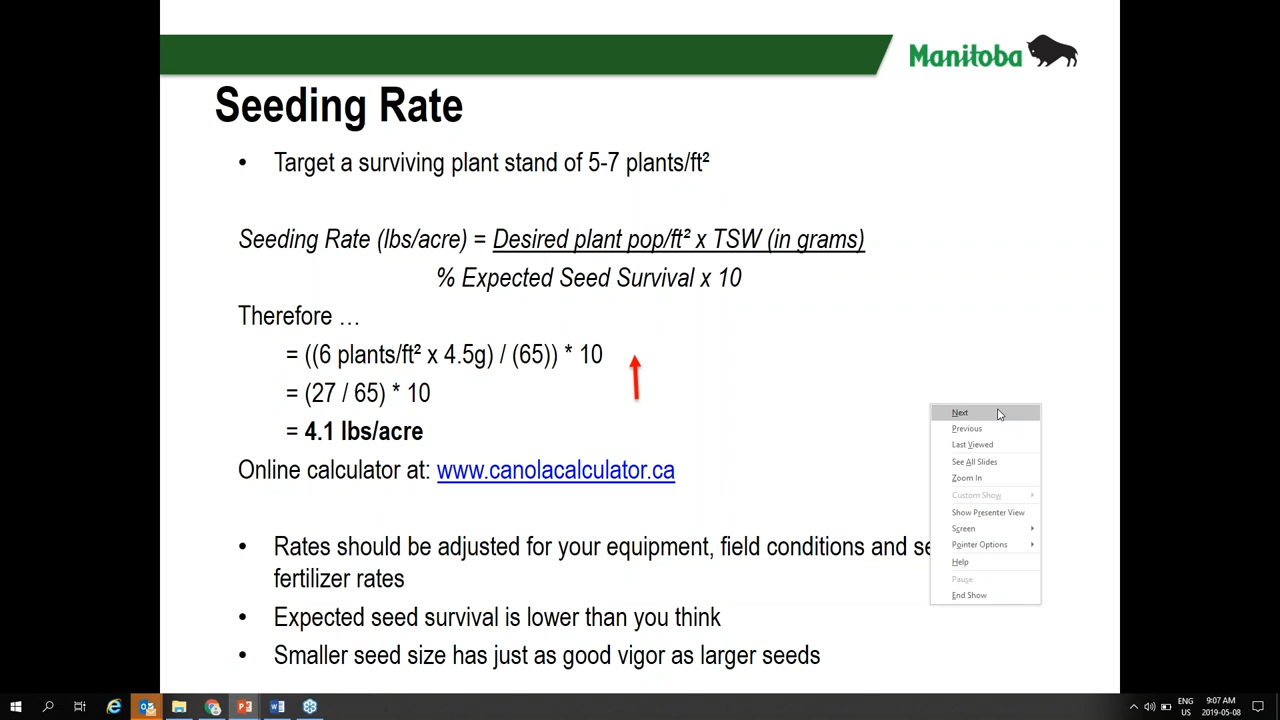 Manitoba
Seeding Rate
• Target a surviving plant stand of 5-7 plants/ft²
Seeding Rate (lbs/acre) = Desired plant pop/ft² x TSW (in grams)
% Expected Seed Survival x 10
Therefore …
= ((6 plants/ft² x 4.5g) / (65)) * 10
= (27 / 65) * 10
= 4.1 lbs/acre
Online calculator at: www.canolacalculator.ca
• Rates should be adjusted for your equipment, field conditions and
fertilizer rates
• Expected seed survival is lower than you think
• Smaller seed size has just as good vigor as larger seeds
Next
Previous
Last Viewed
See All Slides
Zoom In
Custom Show
Show Presenter View
Screen
Pointer Options
Help
Pause
End Show
ENG
US
9:07 AM
2019-05-08